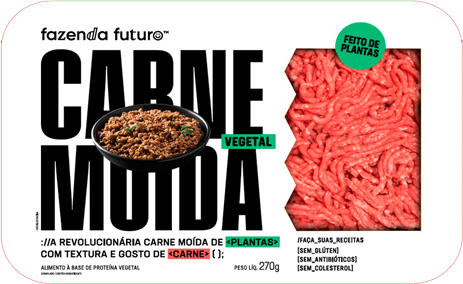 fazenda futuro™
FEITO DE
PLANTAS
CARNE
VEGETAL
MOÍDA
://A REVOLUCIONÁRIA CARNE MOÍDA DE <PLANTAS>
COM TEXTURA E GOSTO DE <CARNE> ( );
ALIMENTO À BASE DE PROTEÍNA VEGETAL
PESO LÍQ. 270g
/FAÇA_SUAS_RECEITAS
[SEM_GLÚTEN]
[SEM_ANTIBIÓTICOS]
[SEM_COLESTEROL]